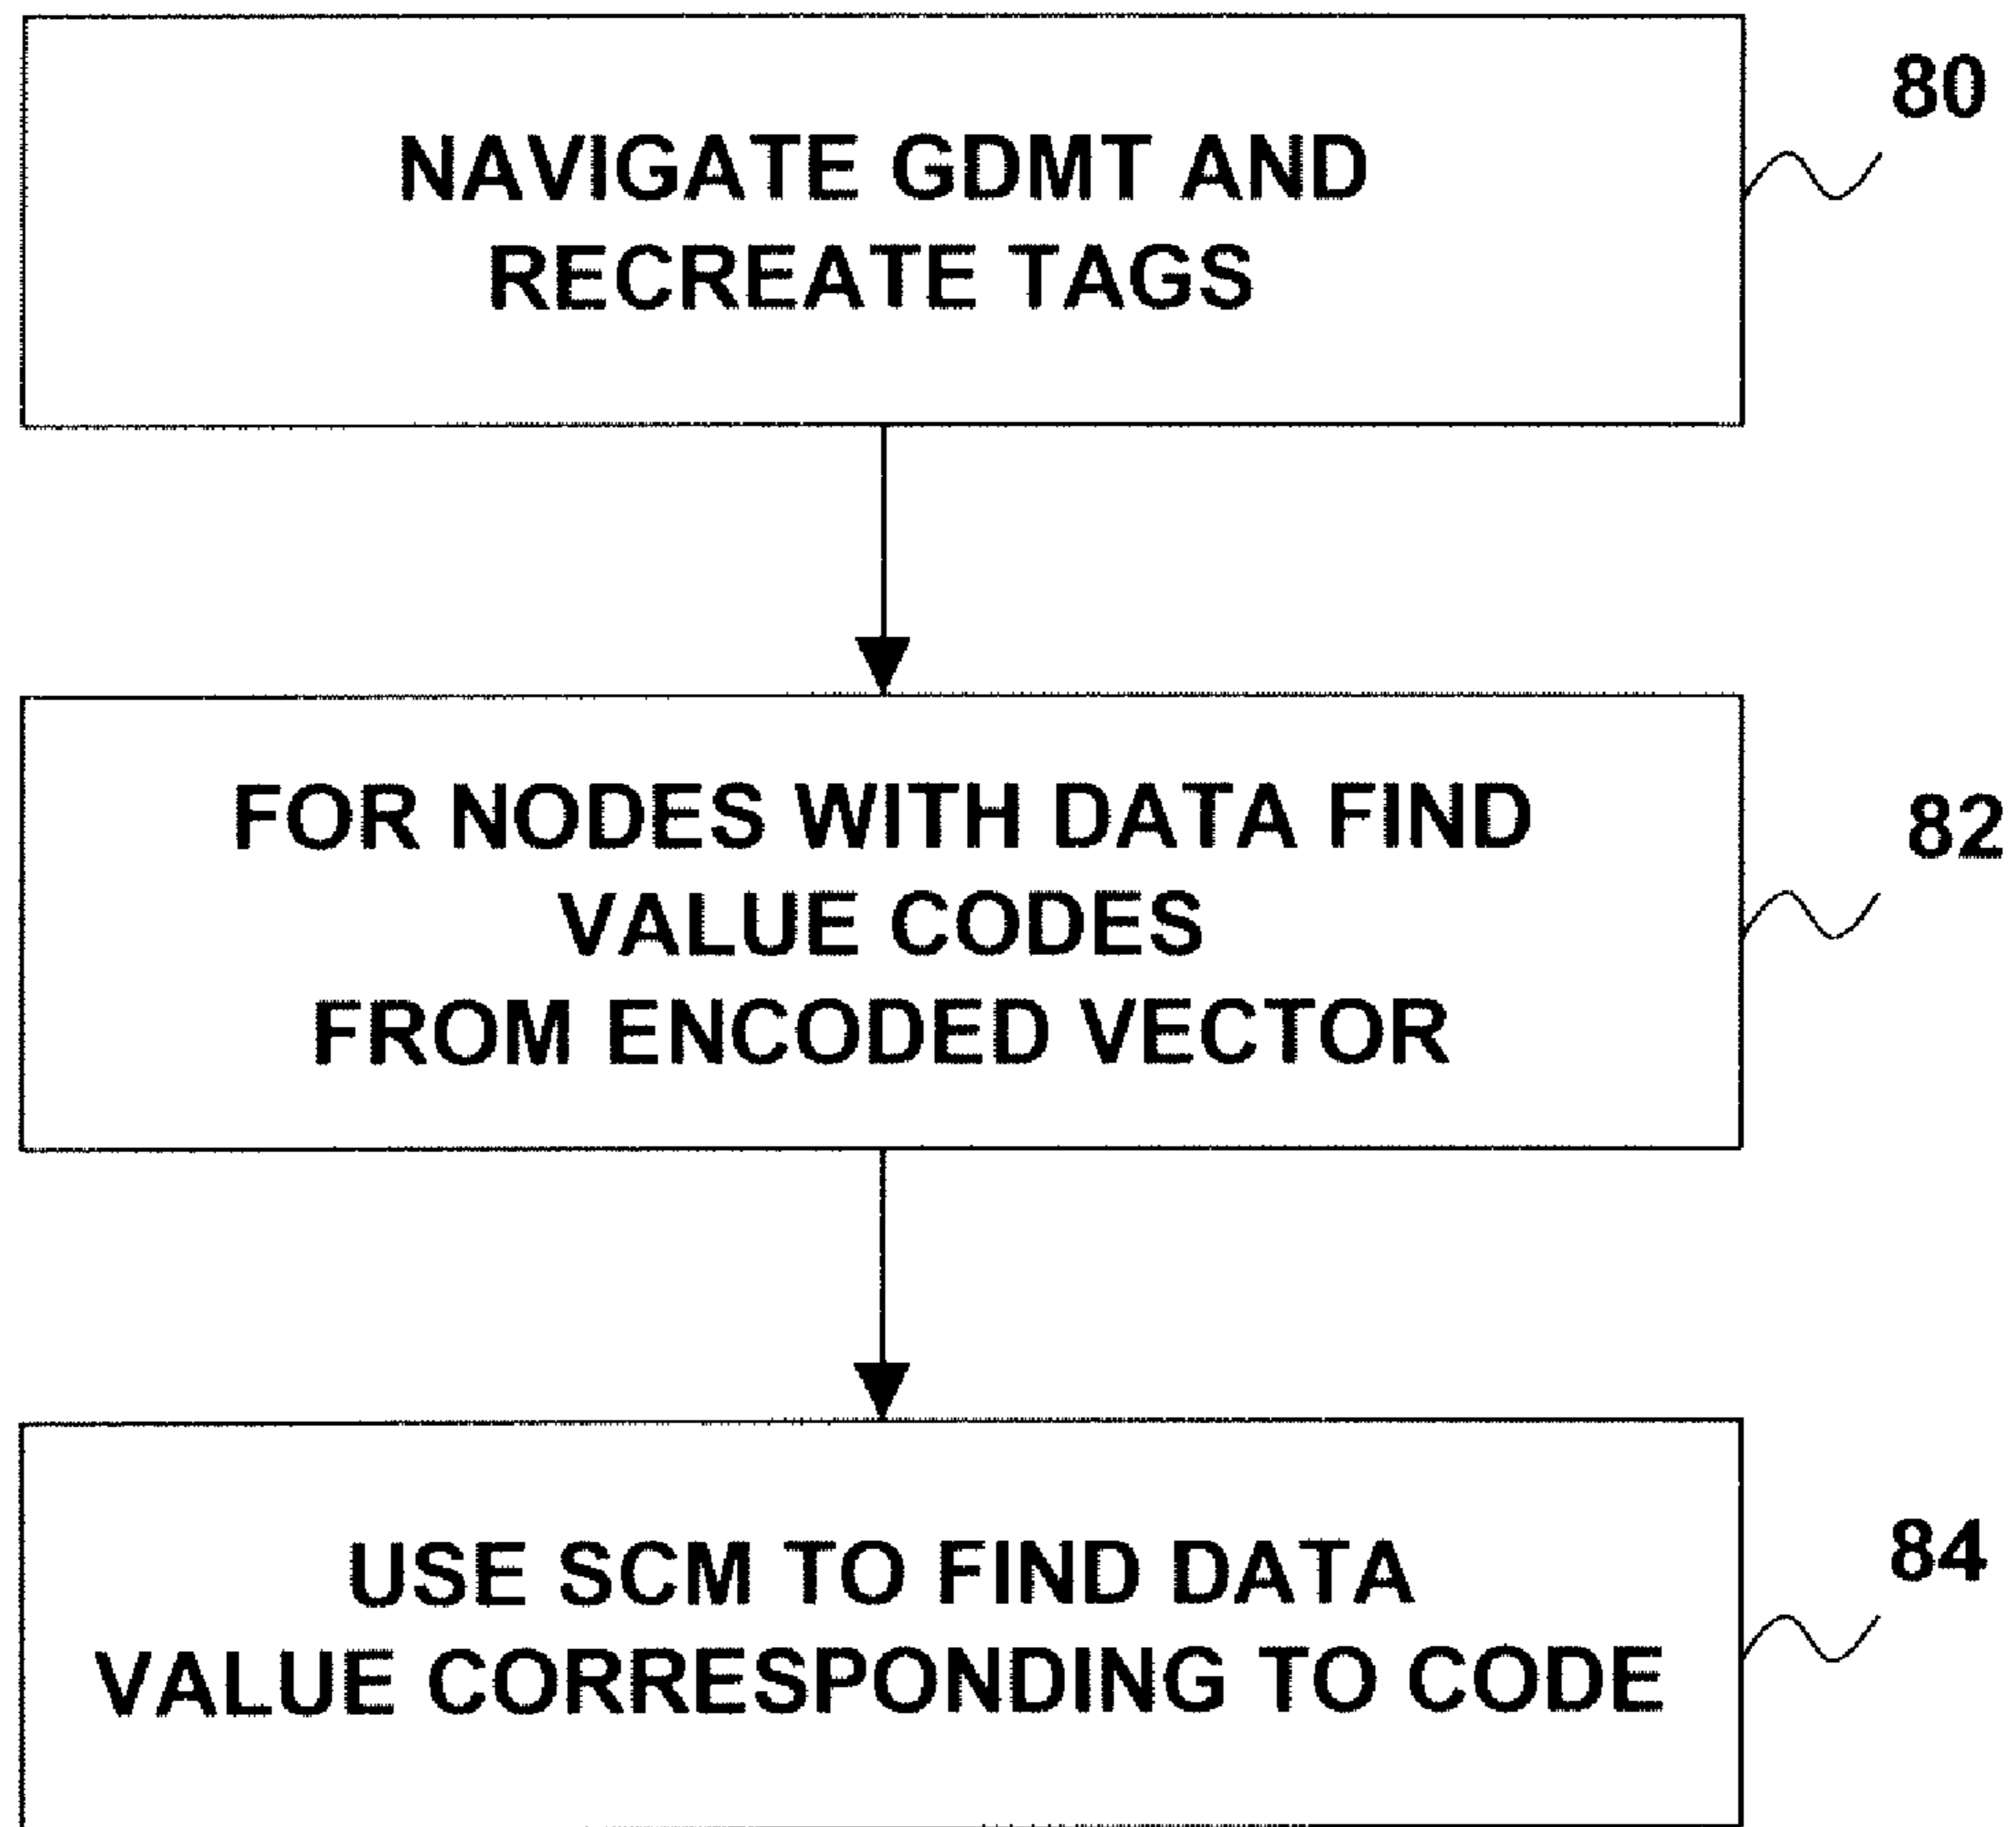 NAVIGATE GDMT AND
RECREATE TAGS
80
FOR NODES WITH DATA FIND
VALUE CODES
FROM ENCODED VECTOR
82
USE SCM TO FIND DATA
VALUE CORRESPONDING TO CODE
84